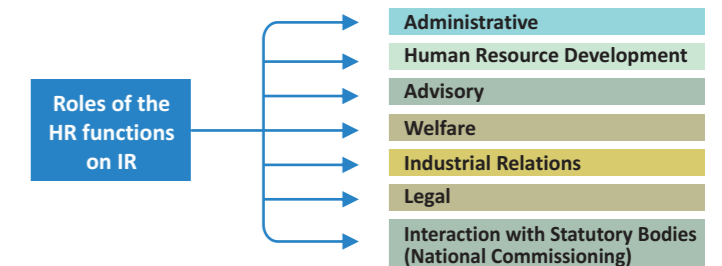 Roles of the
HR functions
on IR
Administrative
Human Resource Development
Advisory
Welfare
Industrial Relations
Legal
Interaction with Statutory Bodies
(National Commissioning)